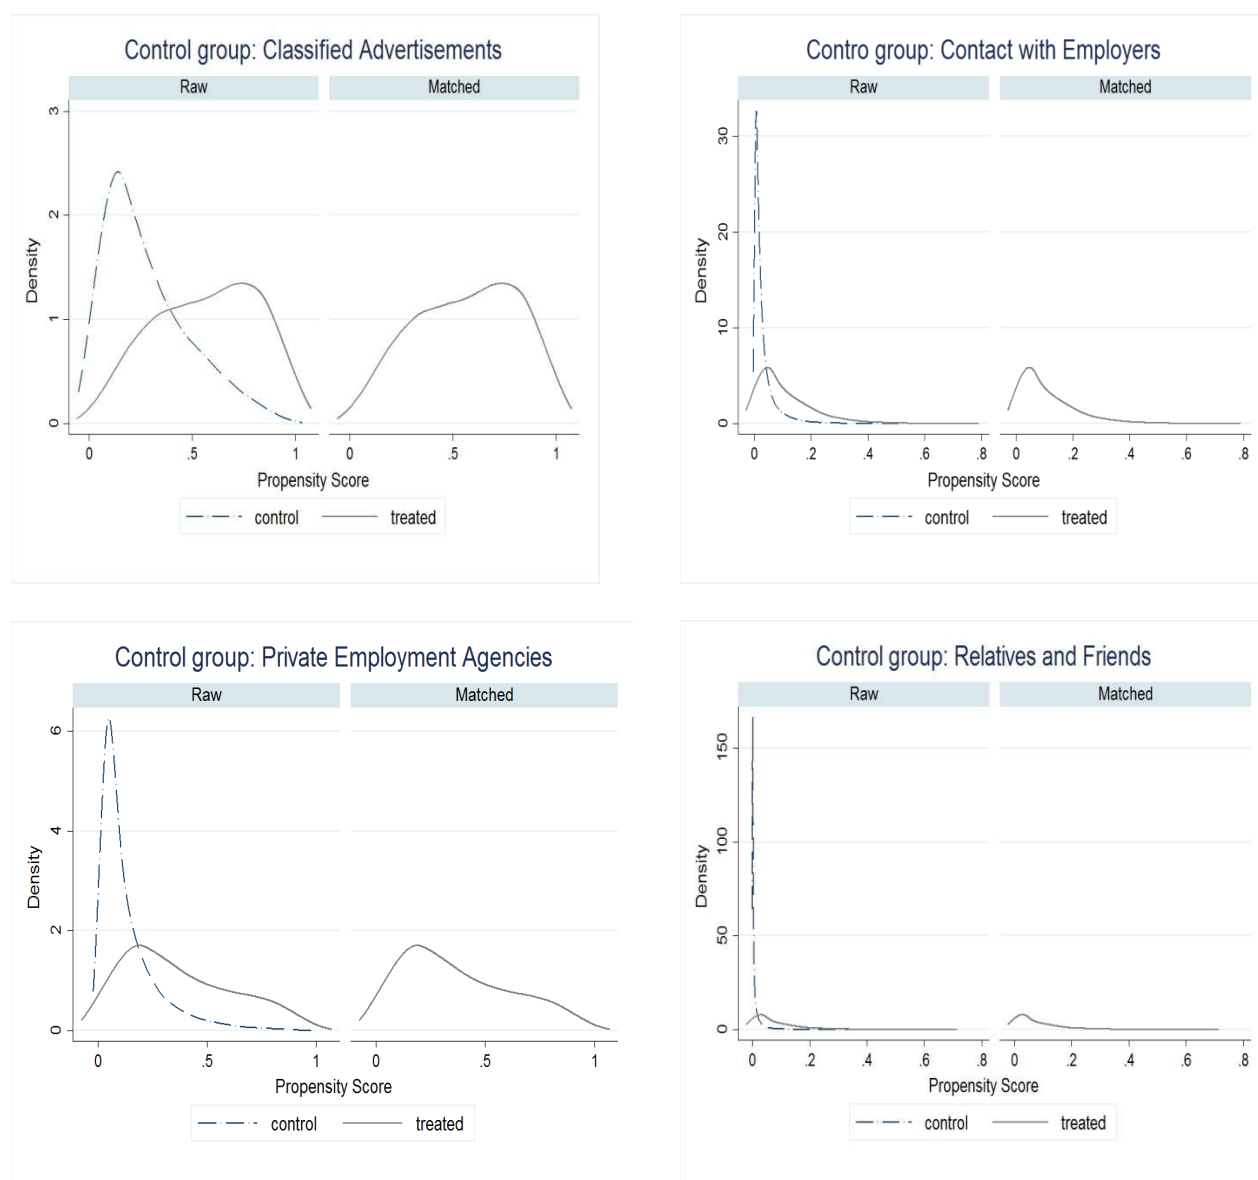 Control group: Classified Advertisements
Raw
Matched
3
2
1
0
Density
0
.5
1
0
.5
1
Propensity Score
control
treated
Contro group: Contact with Employers
Raw
Matched
30
20
10
0
Density
0
.2
.4
.6
.8
0
.2
.4
.6
.8
Propensity Score
control
treated
Control group: Private Employment Agencies
Raw
Matched
6
4
2
0
Density
0
.5
1
0
.5
1
Propensity Score
control
treated
Control group: Relatives and Friends
Raw
Matched
150
100
50
0
Density
0
.2
.4
.6
.8
0
.2
.4
.6
.8
Propensity Score
control
treated